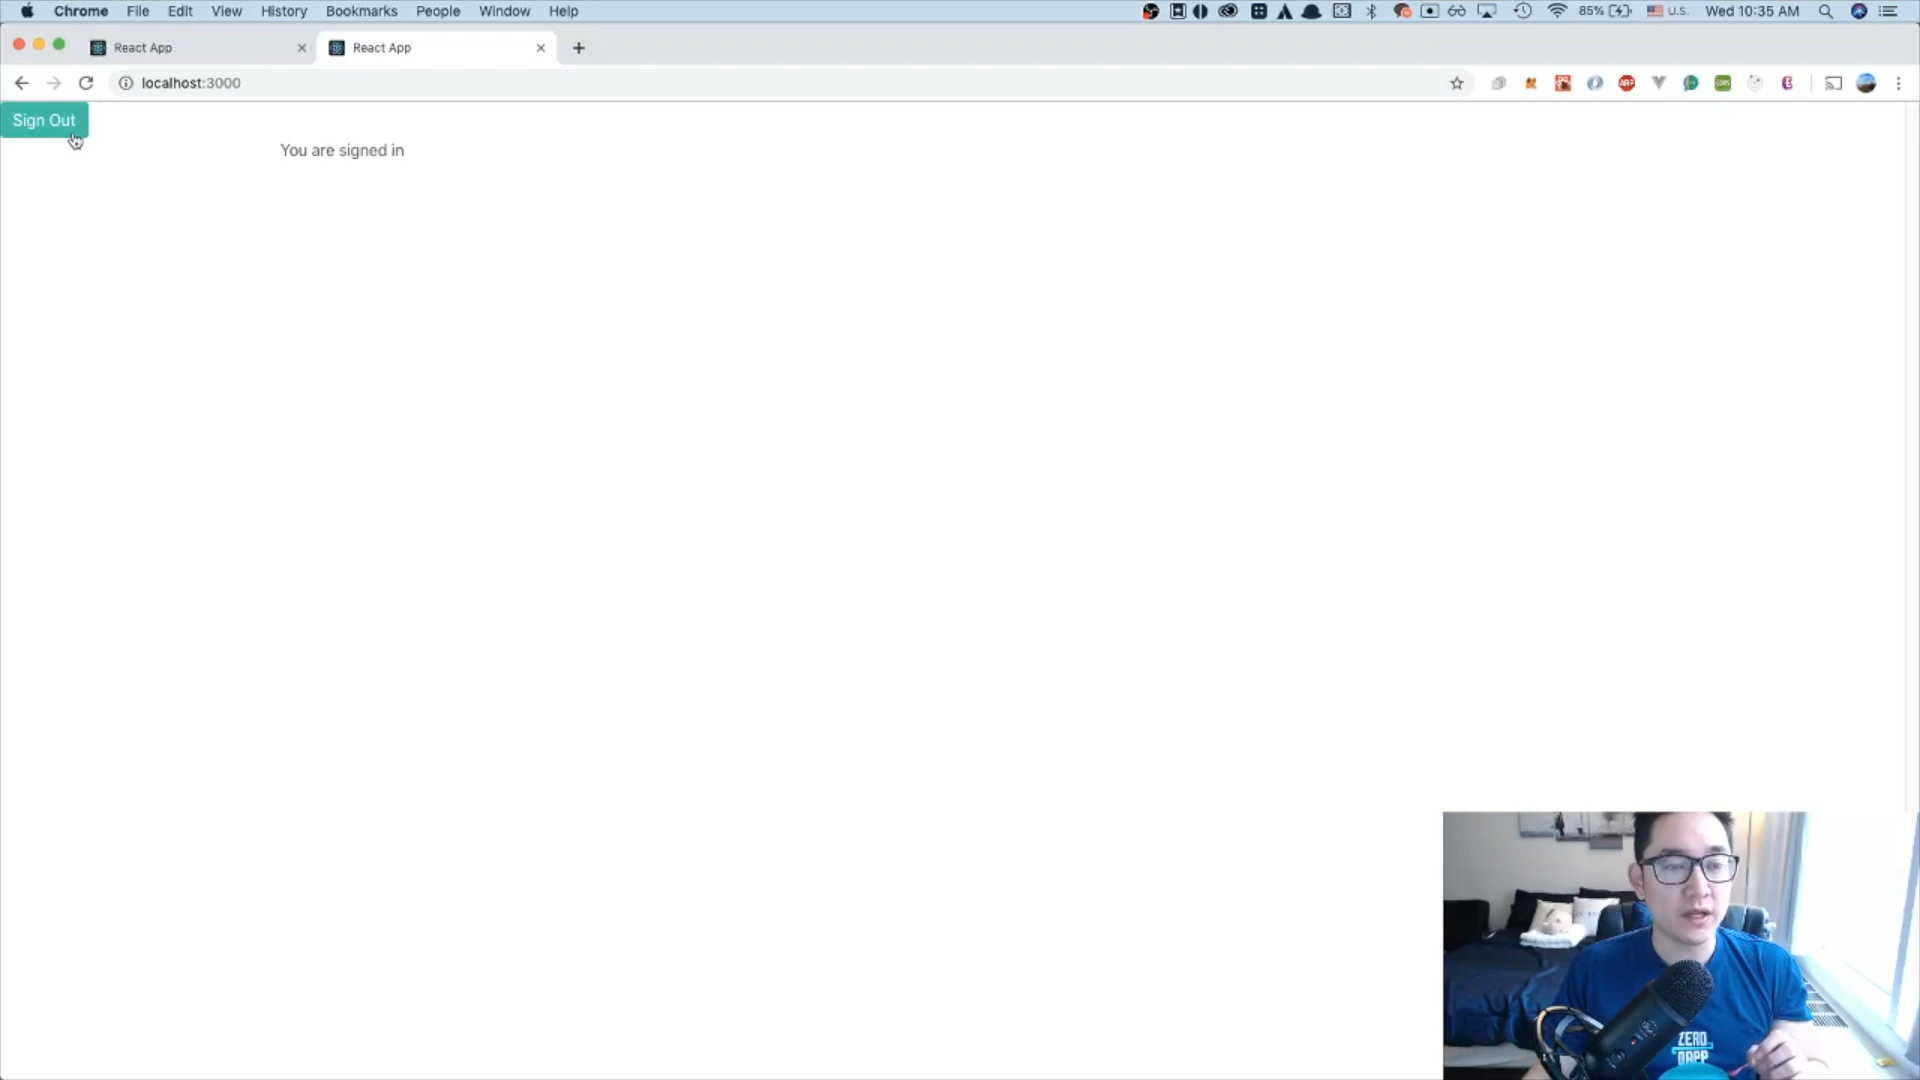 Chrome File Edit View History Bookmarks People Window Help 85% U.S. Wed 10:35 AM
React App React App
localhost:3000
Sign Out
You are signed in
ZERO
DAPP